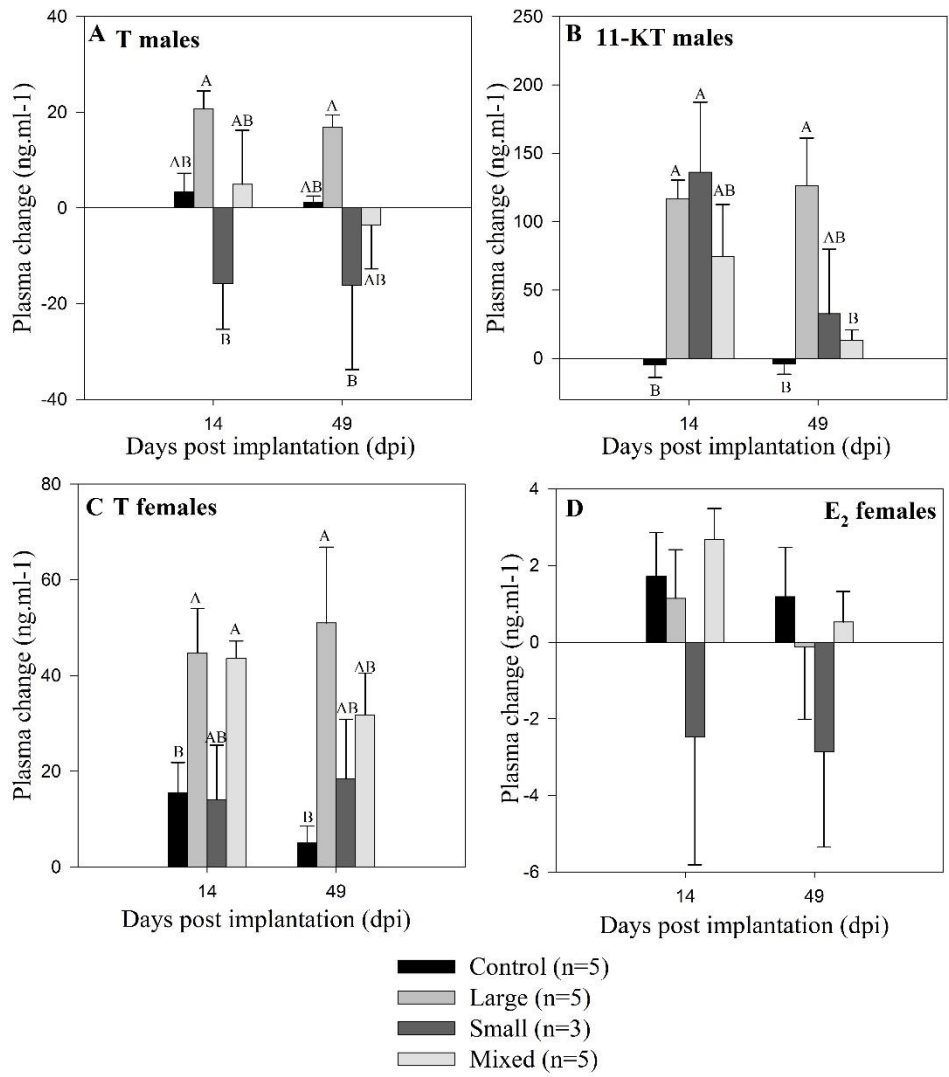 A T males
40
20
0
-20
-40
Plasma change (ng.ml-1)
AB
A
B
AB
AB
A
B
AB
14
49
Days post implantation (dpi)
B 11-KT males
250
200
150
100
50
0
Plasma change (ng.ml-1)
B
A
A
AB
B
A
AB
B
14
49
Days post implantation (dpi)
C T females
80
60
40
20
0
Plasma change (ng.ml-1)
B
A
AB
A
B
A
AB
AB
14
49
Days post implantation (dpi)
D E2 females
4
2
0
-2
-4
-6
Plasma change (ng.ml-1)
14
49
Days post implantation (dpi)
Control (n=5)
Large (n=5)
Small (n=3)
Mixed (n=5)